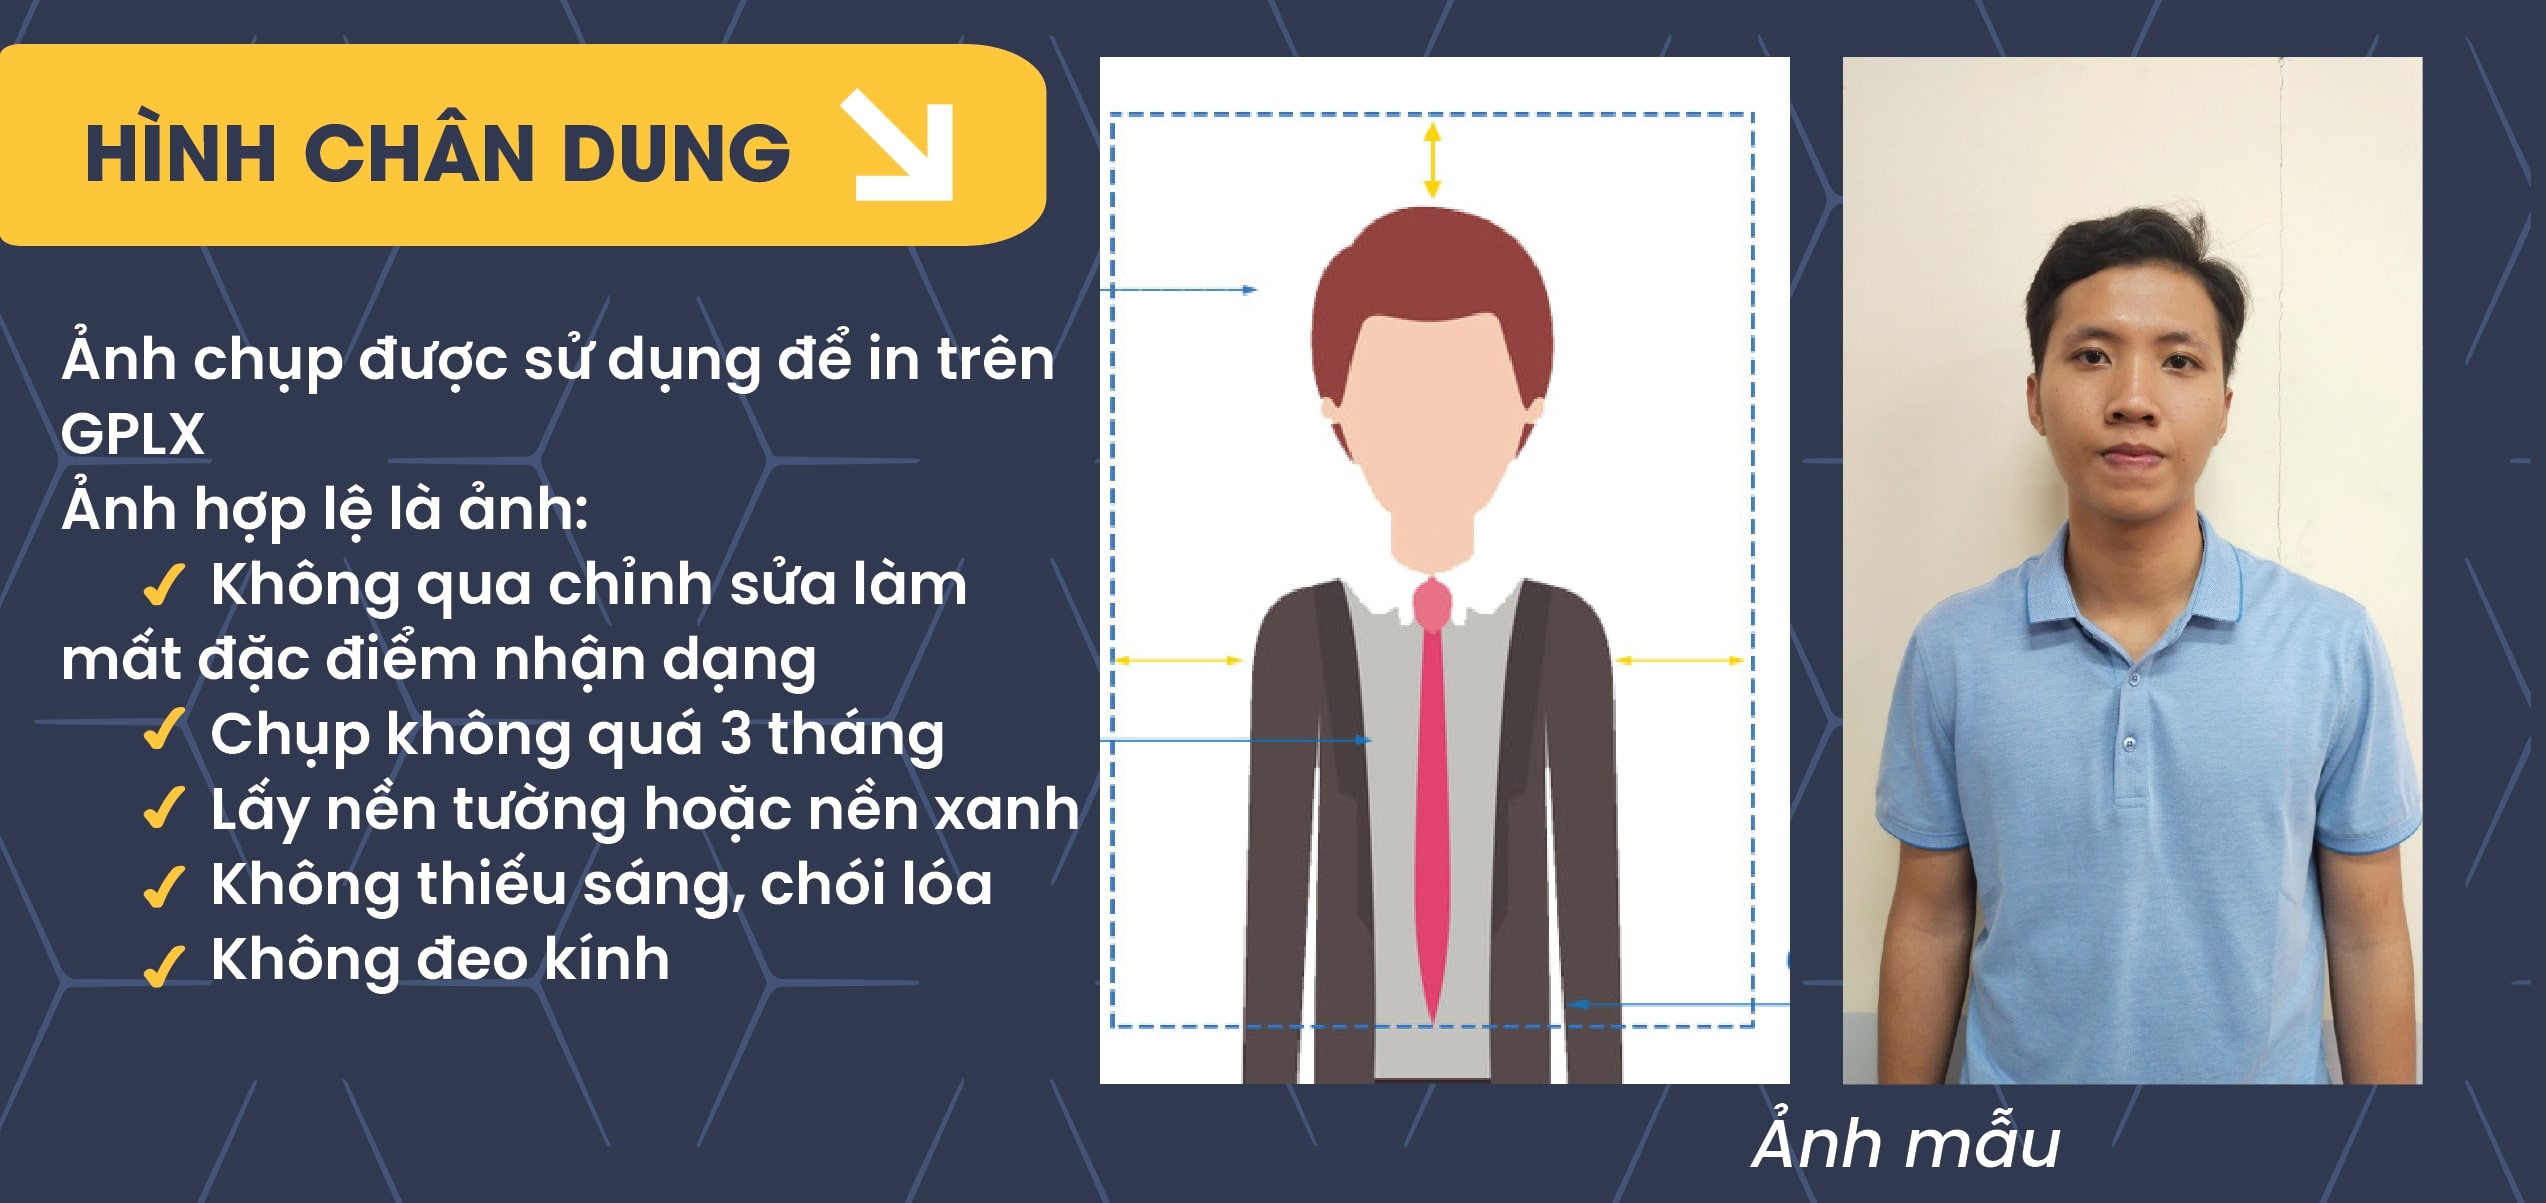 HÌNH CHÂN DUNG
Ảnh chụp được sử dụng để in trên
GPLX
Ảnh hợp lệ là ảnh:
Không qua chỉnh sửa làm
mất đặc điểm nhận dạng
Chụp không quá 3 tháng
Lấy nền tường hoặc nền xanh
Không thiếu sáng, chói lóa
Không đeo kính
Ảnh mẫu